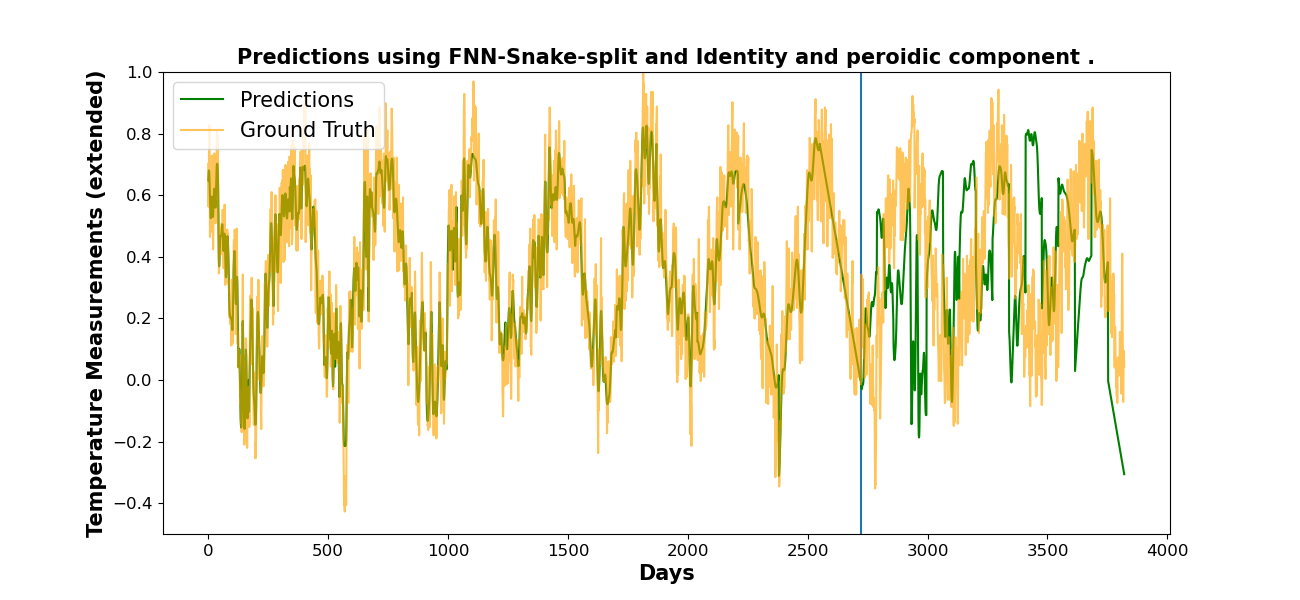 Predictions using FNN-Snake-split and Identity and peroidic component .
Temperature Measurements (extended)
1.0
0.8
0.6
0.4
0.2
0.0
−0.2
−0.4
Predictions
Ground Truth
0 500 1000 1500 2000 2500 3000 3500 4000
Days